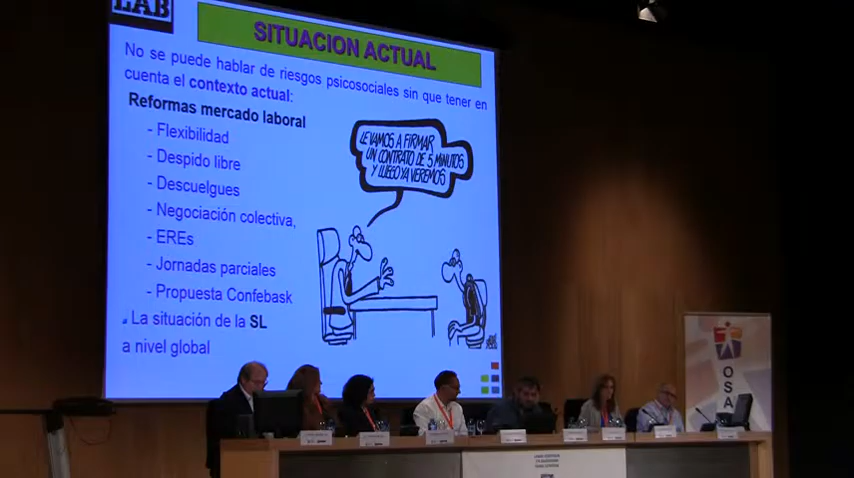 LAB
SITUACION ACTUAL
No se puede hablar de riesgos psicosociales sin que tener en
cuenta el contexto actual:
Reformas mercado laboral
- Flexibilidad
- Despido libre
- Descuelgues
- Negociación colectiva,
- EREs
- Jornadas parciales
- Propuesta Confebask
La situación de la SL
a nivel global
LE VAMOS A FIRMAR
UN CONTRATO DE 5 MINUTOS
Y LUEGO YA VEREMOS
OSA